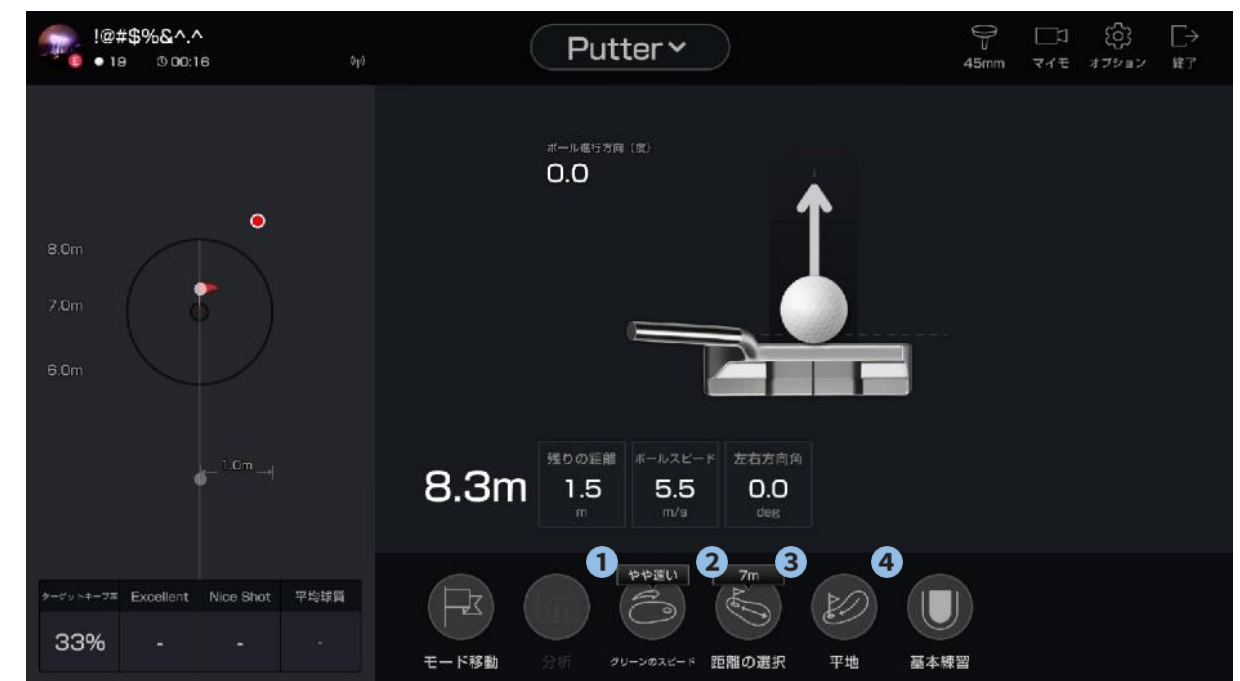 !@#$%&^.^
E
19 00:16
Putter
45mm マイモ オプション 終了
ボール進行方向（度）
0.0
8.0m
7.0m
6.0m
1.0m
8.3m
残りの距離
1.5
m
ボールスピード
5.5
m/s
左右方向角
0.0
deg
ターゲットキープ率 Excellent Nice Shot 平均球質
33% - - -
1 2 3 4
やや速い 7m
モード移動 分析 グリーンのスピード 距離の選択 平地 基本練習